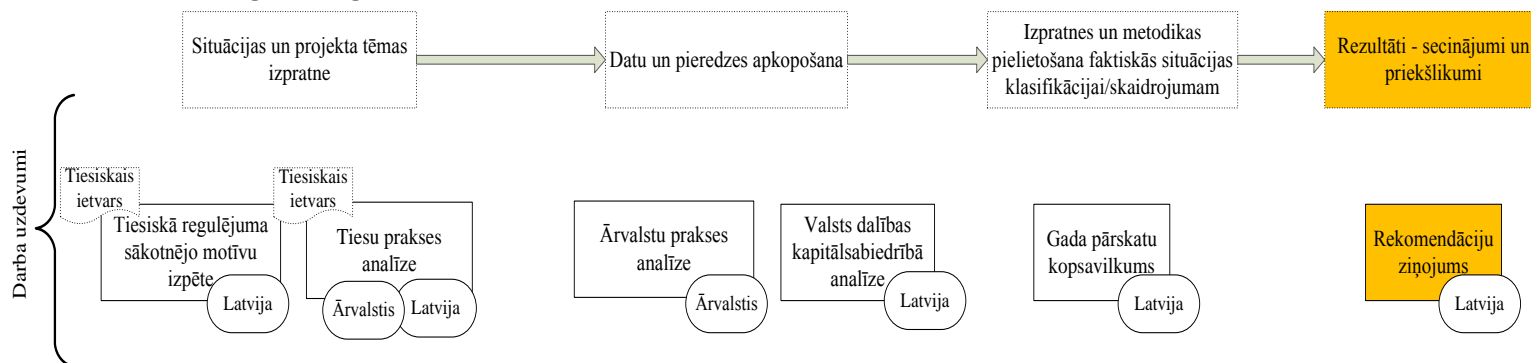 Situācijas un projekta tēmas
izpratne
Datu un pieredzes apkopošana
Izpratnes un metodikas
pielietošana faktiskās situācijas
klasifikācijai/skaidrojumam
Rezultāti - secinājumi un
priekšlikumi
Darba uzdevumi
Tiesiskais
ietvars
Tiesiskā regulējuma
sākotnējo motīvu
izpēte
Latvija
Tiesiskais
ietvars
Tiesu prakses
analīze
Ārvalstis
Latvija
Ārvalstu prakses
analīze
Ārvalstis
Valsts dalības
kapitālsabiedrībā
analīze
Latvija
Gada pārskatu
kopsavilkums
Latvija
Rekomendāciju
ziņojums
Latvija